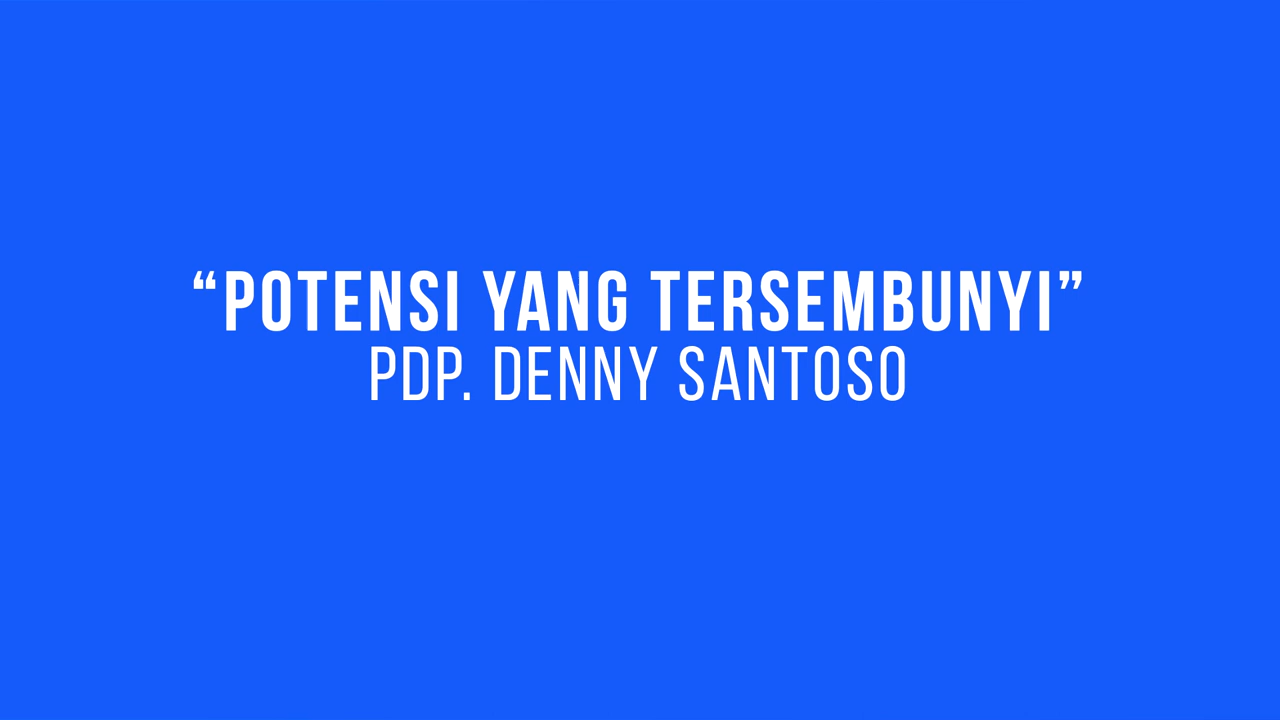 “POTENSI YANG TERSEMBUNYI”
PDP. DENNY SANTOSO